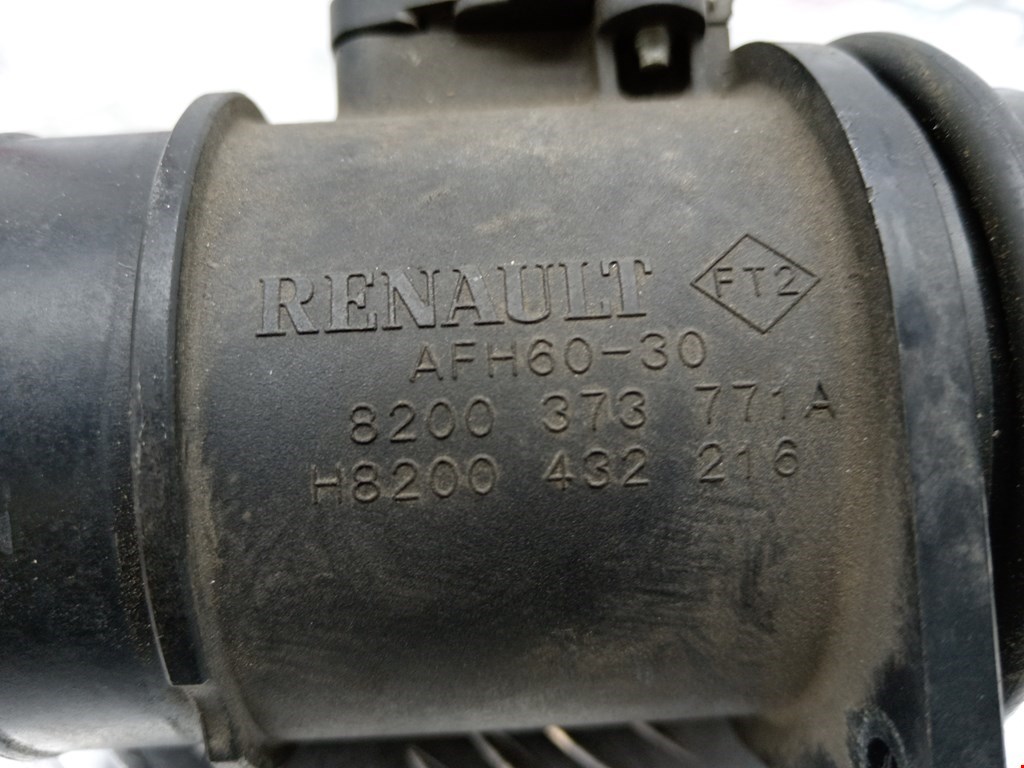 RENAULT FT2
AFH60-30
8200 373 771A
H8200 432 216